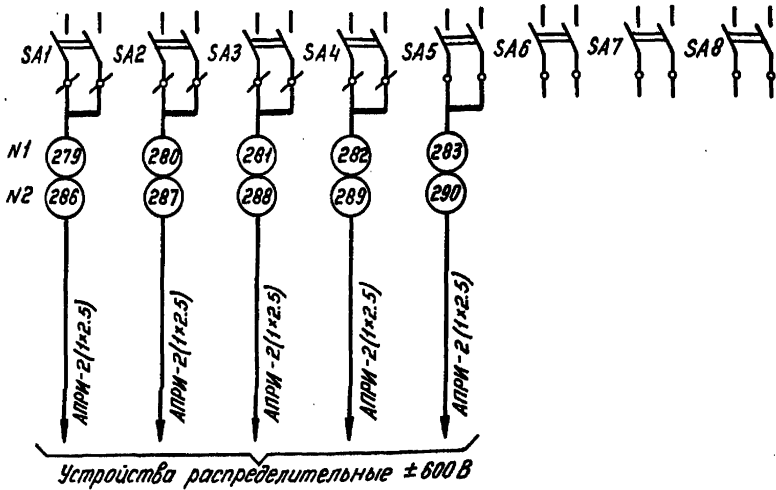 SA1 SA2 SA3 SA4 SA5 SA6 SA7 SA8
N1 279 280 281 282 283
N2 286 287 288 289 290
АПРИ-2(1×2.5) АПРИ-2(1×2.5) АПРИ-2(1×2.5) АПРИ-2(1×2.5) АПРИ-2(1×2.5)
Устройства распределительные ±600 В